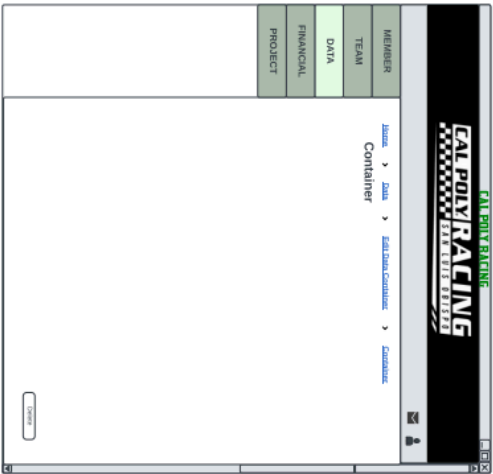 CAL POLY RACING
CAL POLY RACING
SAN LUIS OBISPO
MEMBER
TEAM
DATA
FINANCIAL
PROJECT
Home > Data > Edit Data Container > Container
Container
Delete